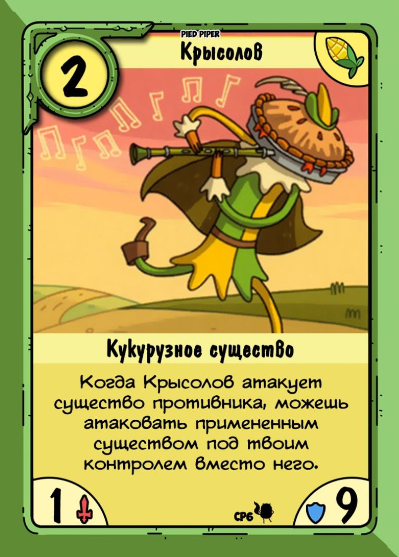 PIED PIPER
Крысолов
2
Кукурузное существо
Когда Крысолов атакует
существо противника, можешь
атаковать примененным
существом под твоим
контролем вместо него.
1
CP6
9